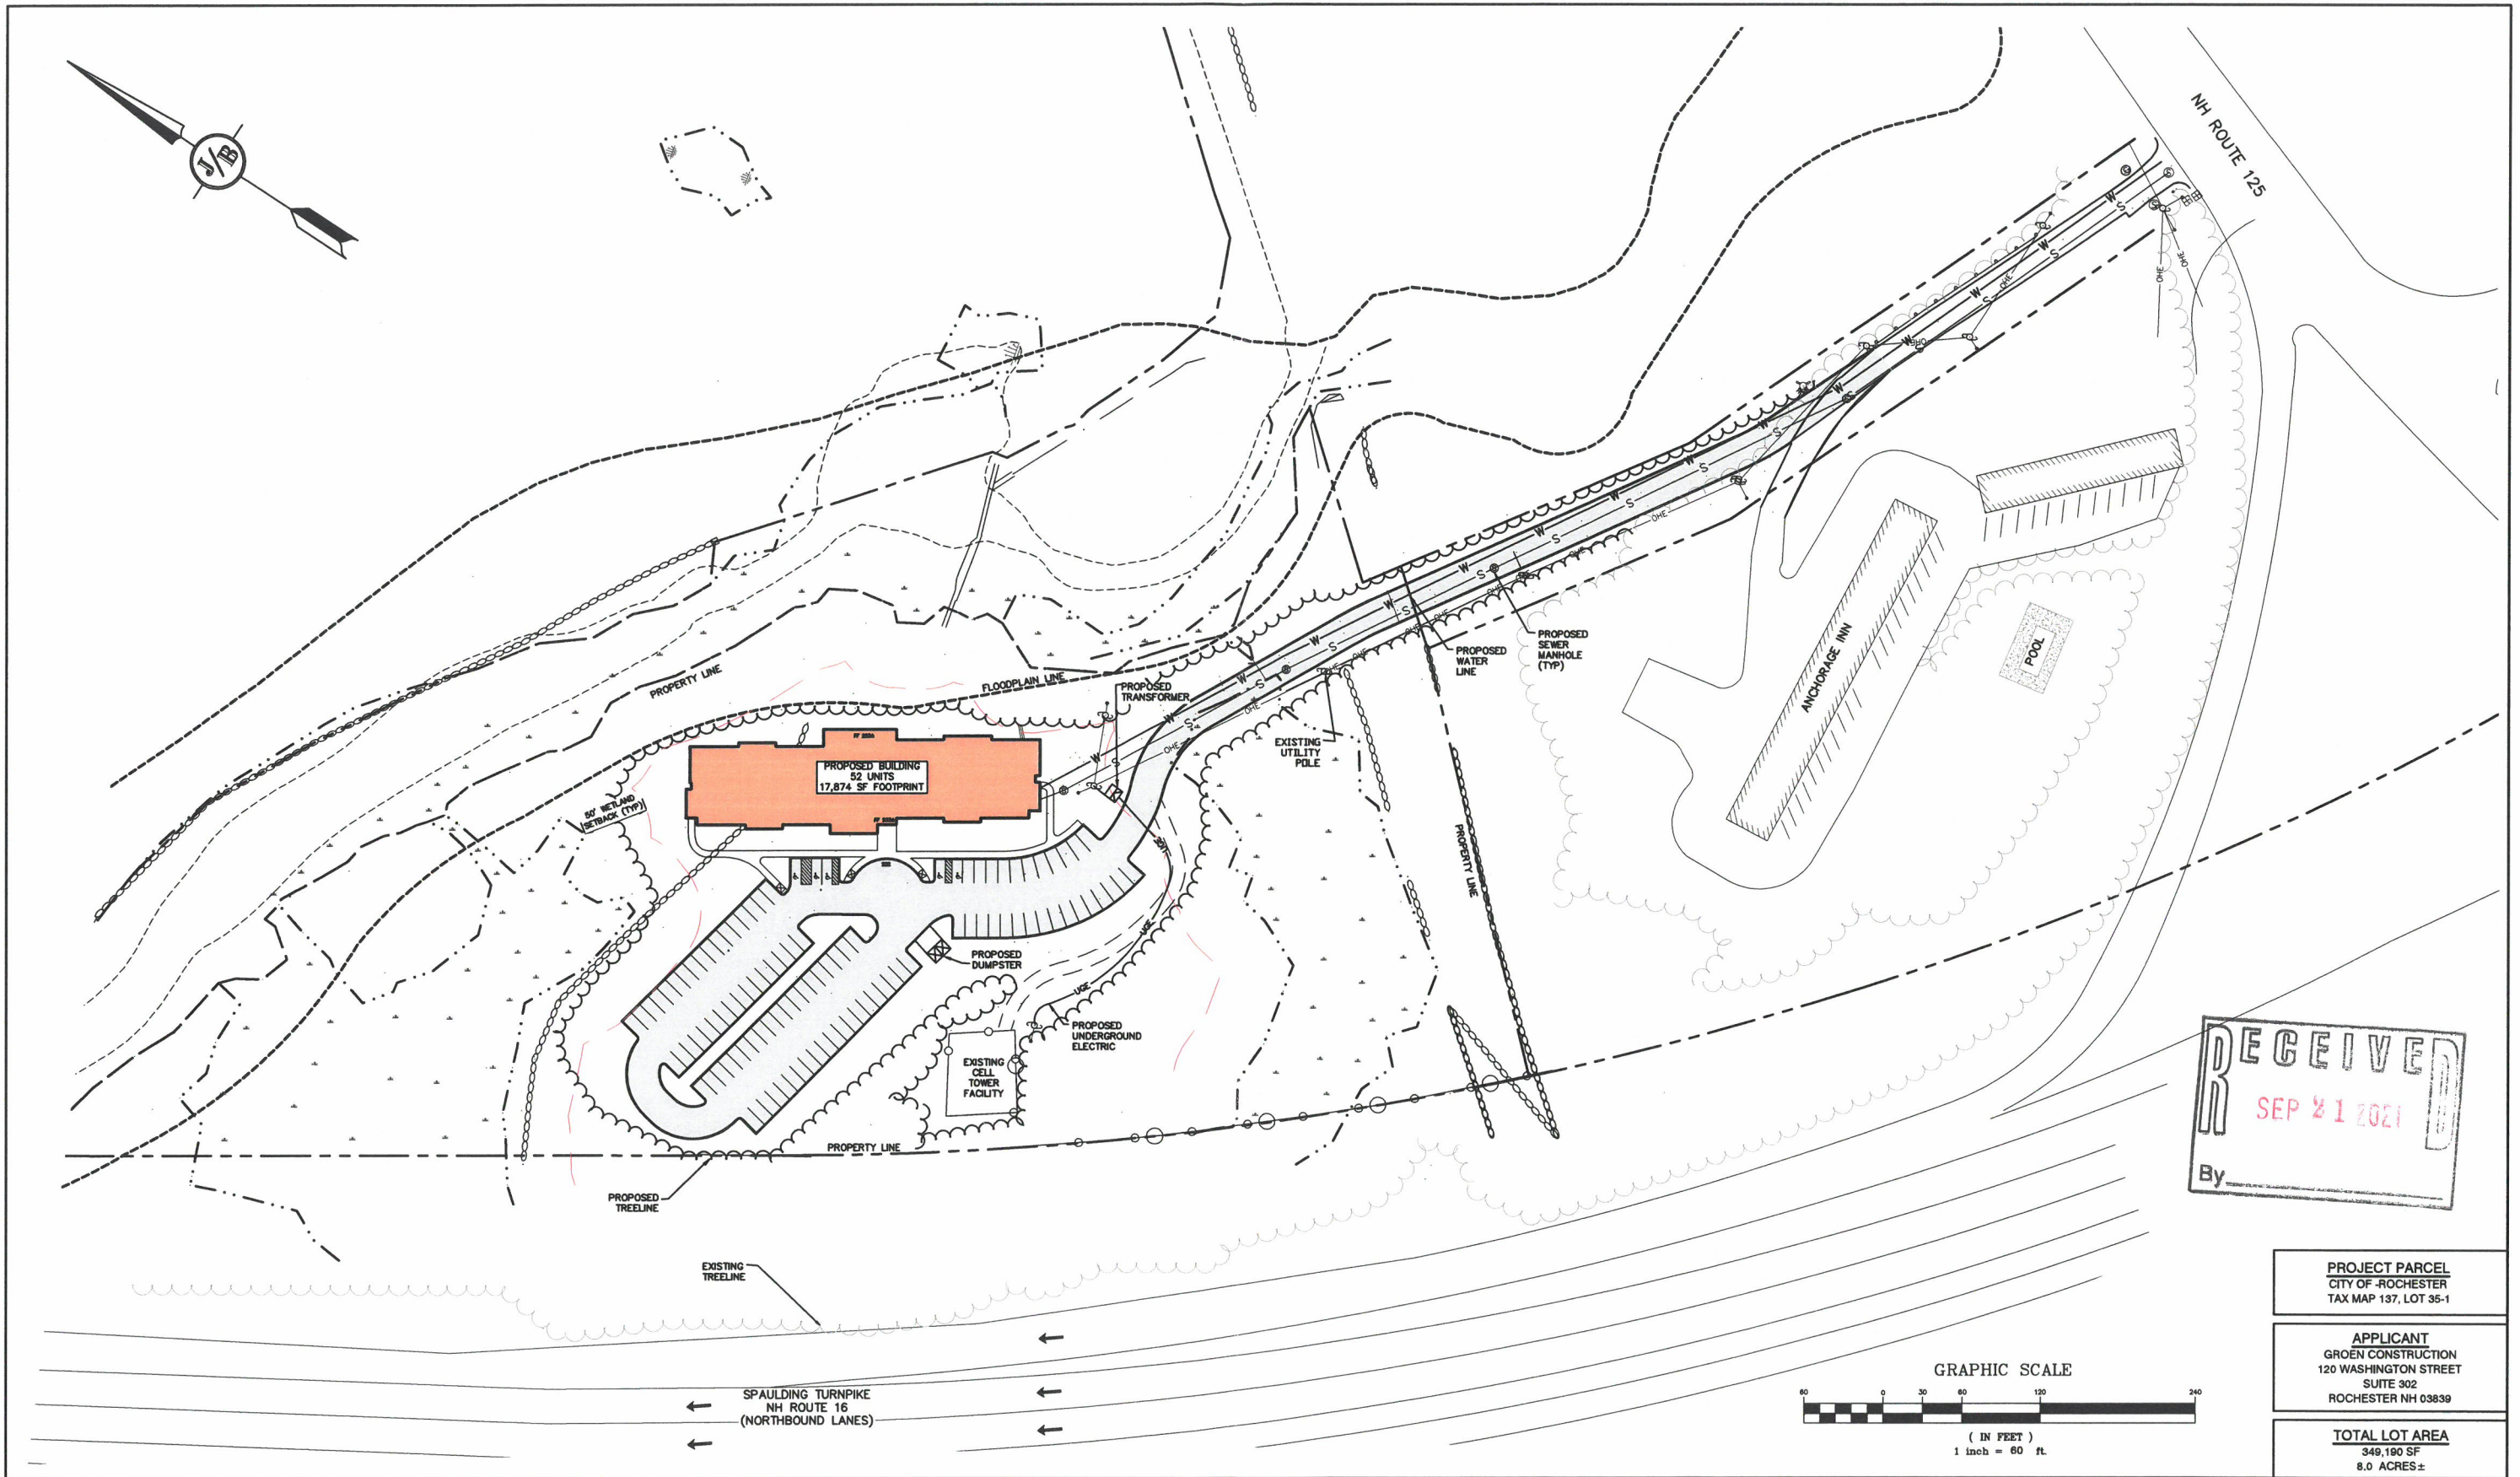 J/B
NH ROUTE 125
PROPERTY LINE
FLOODPLAIN LINE
PROPOSED
TRANSFORMER
PROPOSED BUILDING
52 UNITS
17,874 SF FOOTPRINT
50' WETLAND
SETBACK (TYP)
PROPOSED
SEWER
MANHOLE
(TYP)
PROPOSED
WATER
LINE
EXISTING
UTILITY
POLE
ANCHORAGE INN
POOL
PROPERTY LINE
PROPOSED
DUMPSTER
UGE
UGE
UGE
PROPOSED
UNDERGROUND
ELECTRIC
EXISTING
CELL
TOWER
FACILITY
PROPERTY LINE
PROPOSED
TREELINE
EXISTING
TREELINE
SPAULDING TURNPIKE
NH ROUTE 16
(NORTHBOUND LANES)
RECEIVED
SEP 21 2021
By
PROJECT PARCEL
CITY OF -ROCHESTER
TAX MAP 137, LOT 35-1
APPLICANT
GROEN CONSTRUCTION
120 WASHINGTON STREET
SUITE 302
ROCHESTER NH 03839
TOTAL LOT AREA
349,190 SF
8.0 ACRES±
GRAPHIC SCALE
60 0 30 60 120 240
( IN FEET )
1 inch = 60 ft.